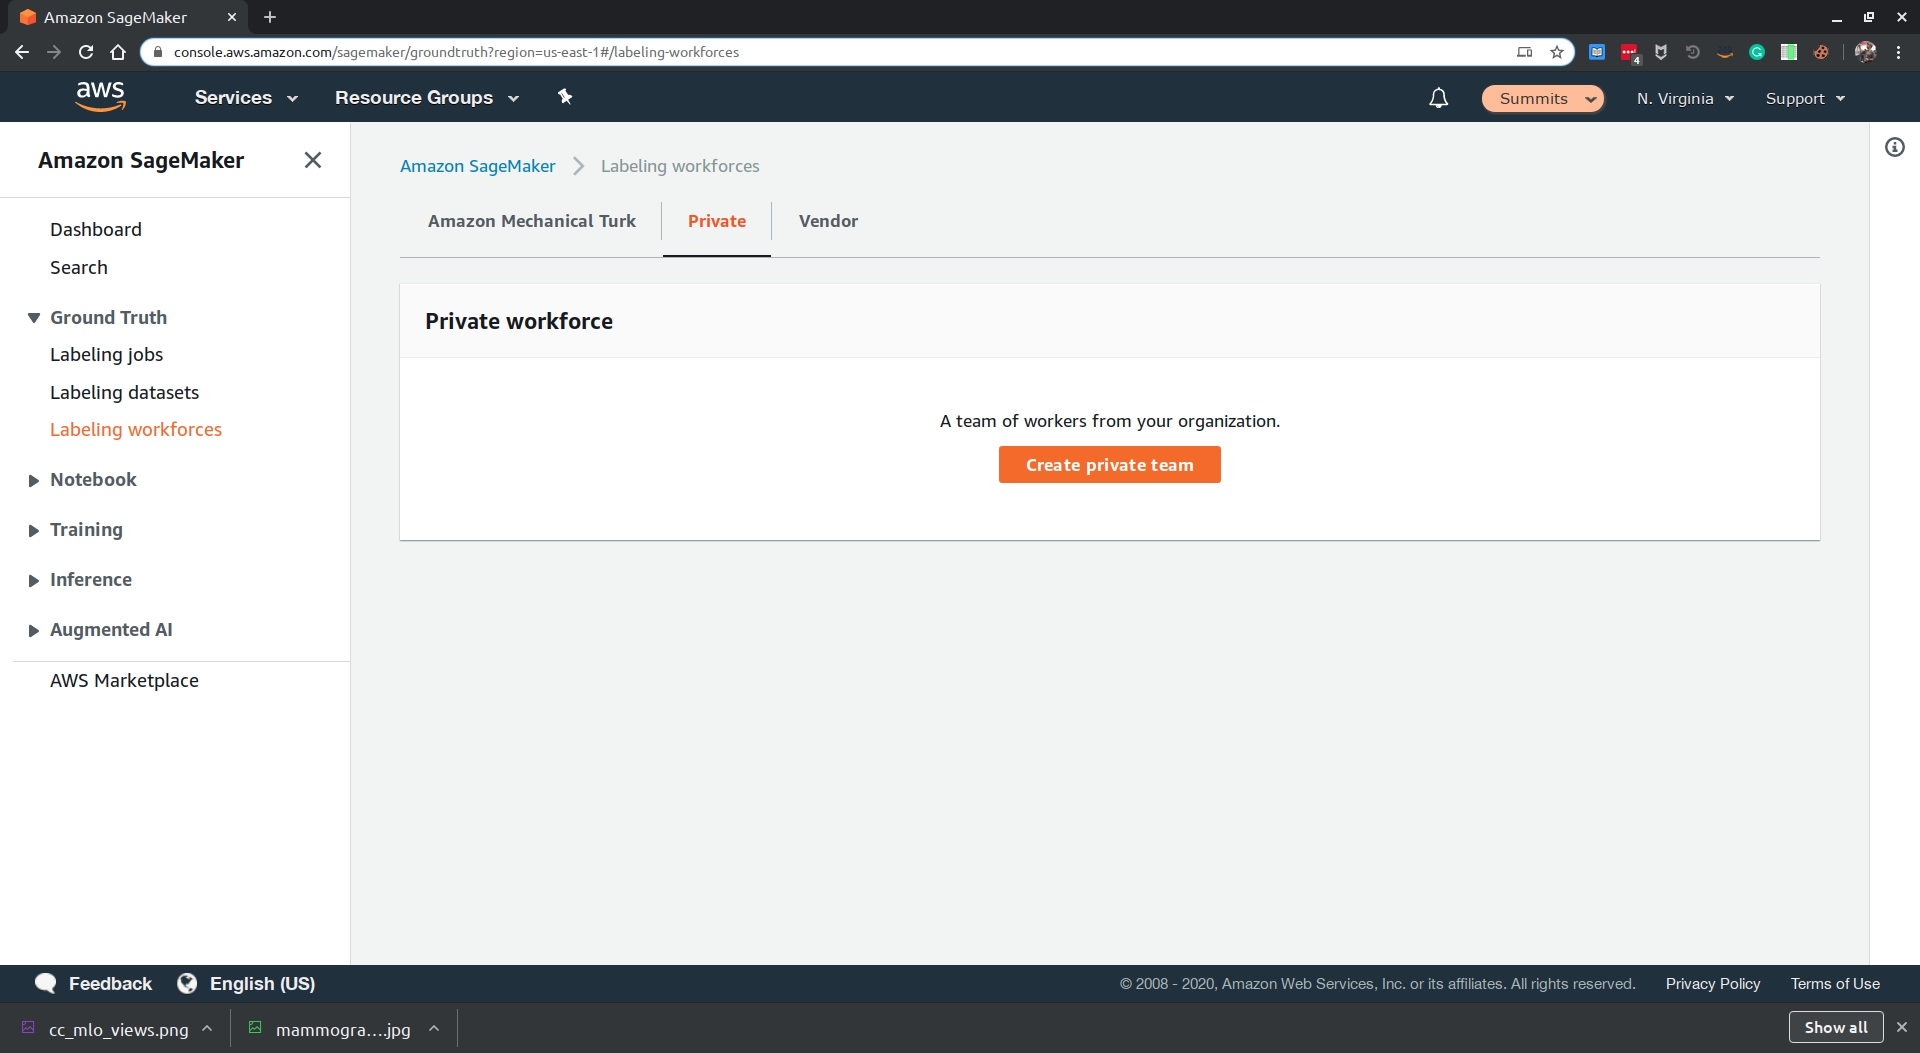 Amazon SageMaker
console.aws.amazon.com/sagemaker/groundtruth?region=us-east-1#/labeling-workforces
4
aws
Services
Resource Groups
Summits
N. Virginia
Support
Amazon SageMaker
Dashboard
Search
Ground Truth
Labeling jobs
Labeling datasets
Labeling workforces
Notebook
Training
Inference
Augmented AI
AWS Marketplace
Amazon SageMaker
Labeling workforces
Amazon Mechanical Turk
Private
Vendor
Private workforce
A team of workers from your organization.
Create private team
Feedback
English (US)
© 2008 - 2020, Amazon Web Services, Inc. or its affiliates. All rights reserved.
Privacy Policy
Terms of Use
cc_mlo_views.png
mammogra....jpg
Show all